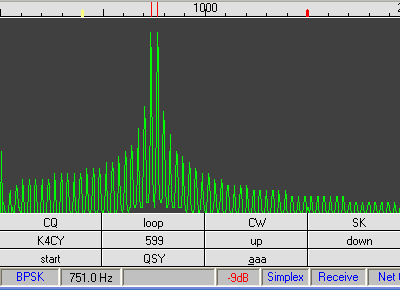 1000
CQ loop CW SK
K4CY 599 up down
start QSY gaa
BPSK 751.0 Hz -9dB Simplex Receive Net